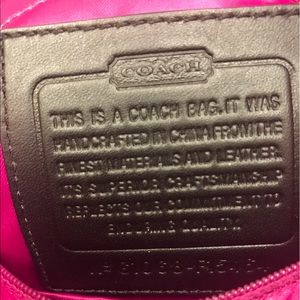 COACH
THIS IS A COACH BAG. IT WAS
HANDCRAFTED IN CHINA FROM THE
FINEST MATERIALS AND LEATHER.
ITS SUPERIOR CRAFTSMANSHIP
REFLECTS OUR COMMITMENT TO
ENDURING QUALITY.